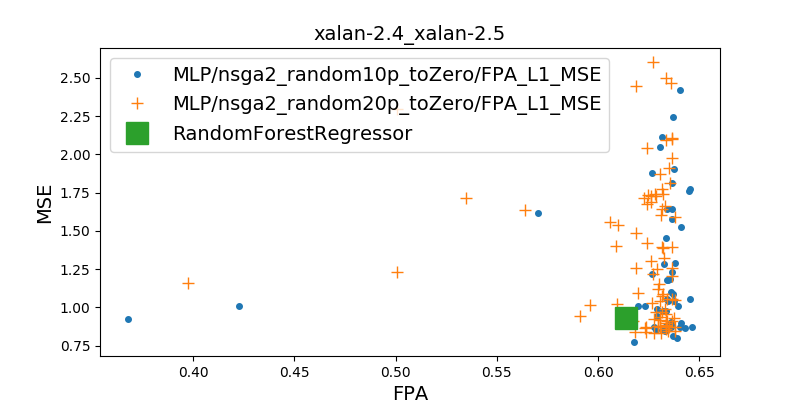 xalan-2.4_xalan-2.5
MLP/nsga2_random10p_toZero/FPA_L1_MSE
MLP/nsga2_random20p_toZero/FPA_L1_MSE
RandomForestRegressor
MSE
2.50
2.25
2.00
1.75
1.50
1.25
1.00
0.75
0.40 0.45 0.50 0.55 0.60 0.65
FPA